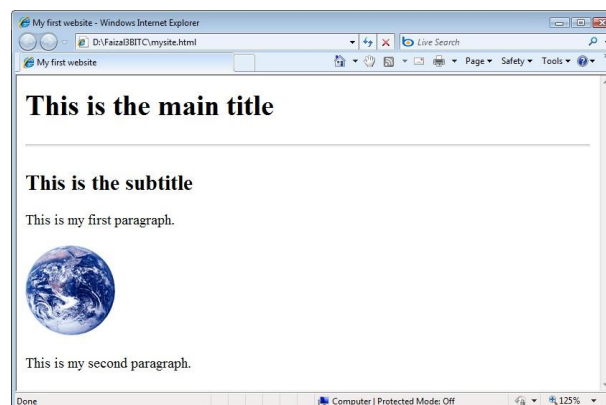 My first website - Windows Internet Explorer
D:\Faizal3BITC\mysite.html
Live Search
My first website
Page Safety Tools
This is the main title
This is the subtitle
This is my first paragraph.
This is my second paragraph.
Done
Computer | Protected Mode: Off
125%